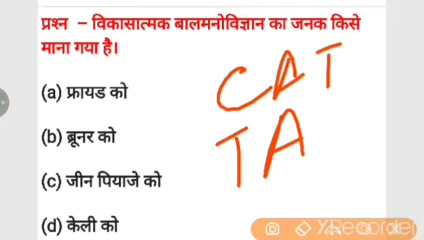 प्रश्न – विकासात्मक बालमनोविज्ञान का जनक किसे
माना गया है।
CAT
(a) फ्रायड को
(b) ब्रूनर को
TA
(c) जीन पियाजे को
(d) केली को
XRecorder